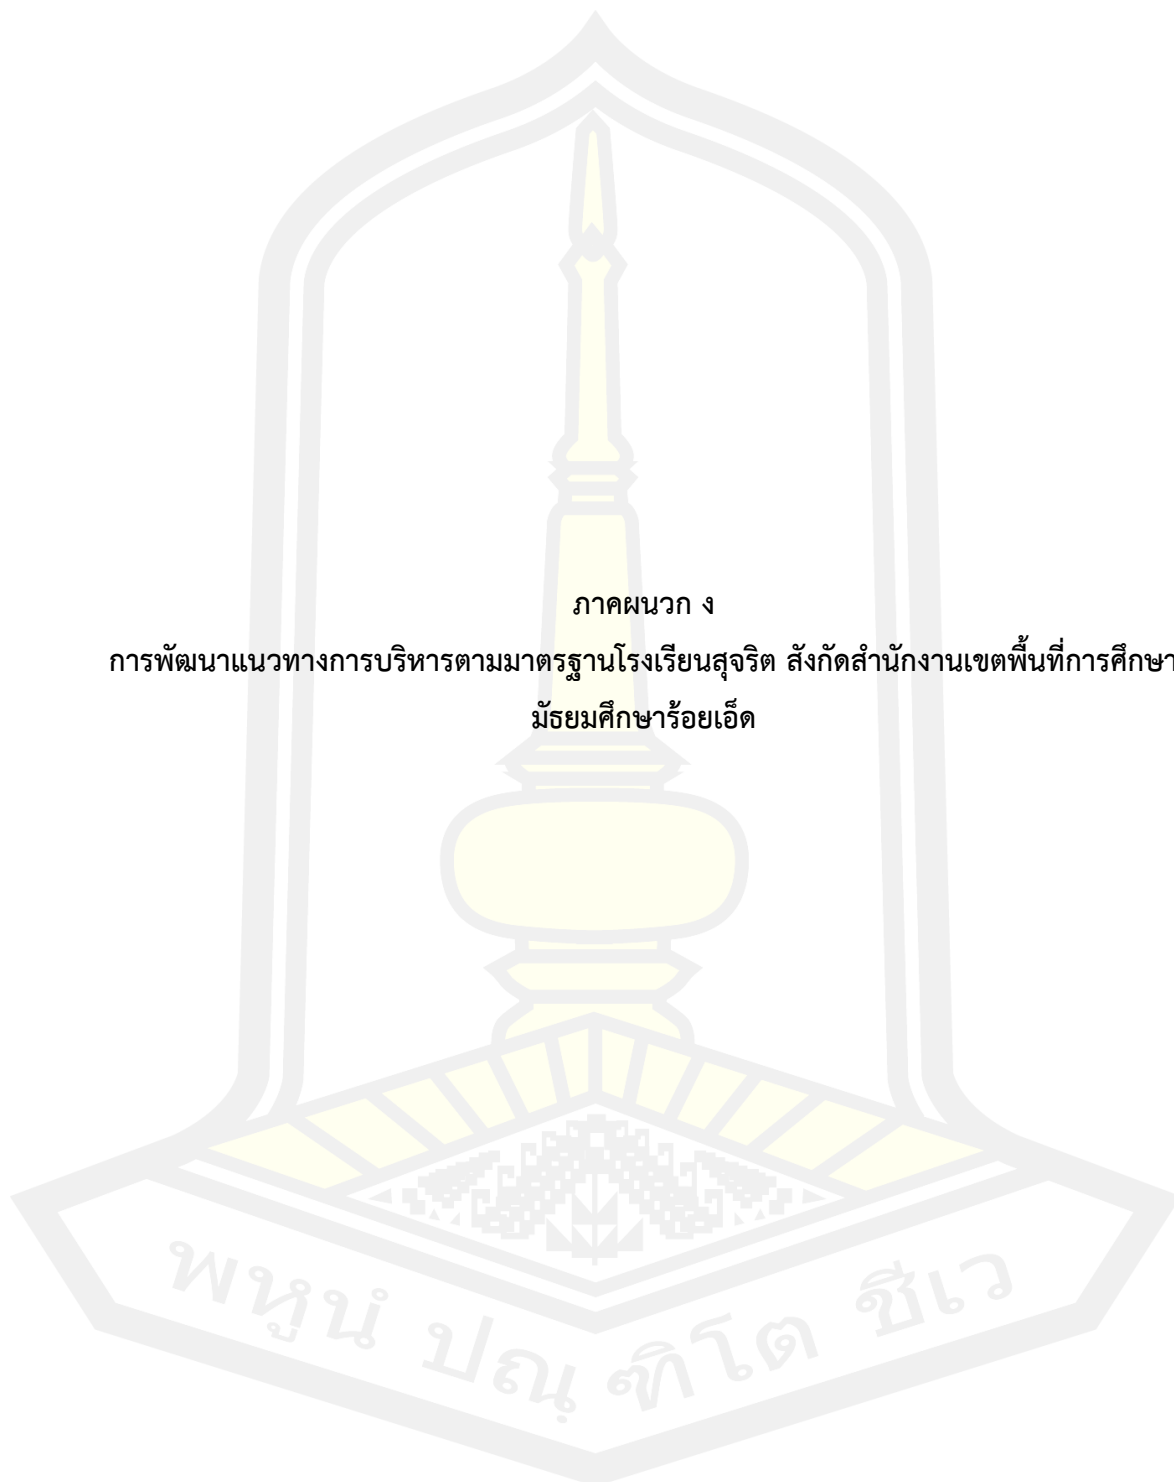 ภาคผนวก ง
การพัฒนาแนวทางการบริหารตามมาตรฐานโรงเรียนสุจริต สังกัดสำนักงานเขตพื้นที่การศึกษา
มัธยมศึกษาร้อยเอ็ด
พหูนํ ปณฺฑิโต ชีเว